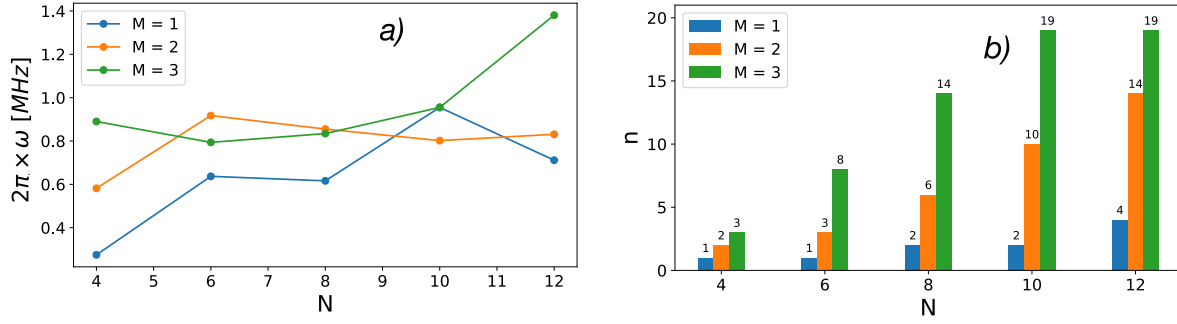 a)
M = 1
M = 2
M = 3
2π × ω [MHz]
1.4
1.2
1.0
0.8
0.6
0.4
4 5 6 7 8 9 10 11 12
N
b)
M = 1
M = 2
M = 3
n
20
15
10
5
0
1 2 3
1 3 8
2 6 14
2 10 19
4 14 19
4 6 8 10 12
N